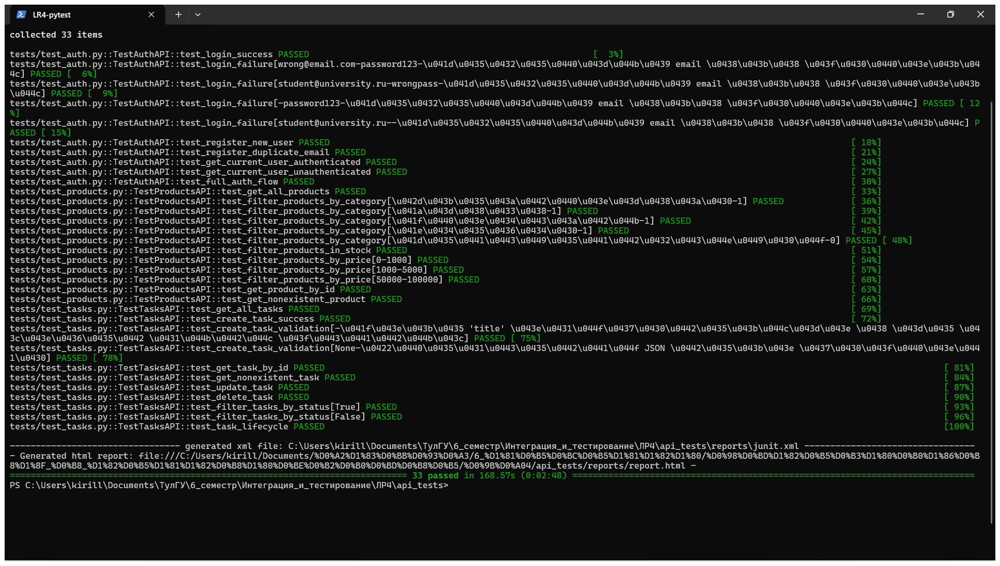 LR4-pytest
collected 33 items
tests/test_auth.py::TestAuthAPI::test_login_success PASSED [  3%]
tests/test_auth.py::TestAuthAPI::test_login_failure[wrong@email.com-password123-\u041d\u0435\u0432\u0435\u0440\u043d\u044b\u0439 email \u0438\u043b\u0438 \u043f\u0430\u0440\u043e\u043b\u04
4c] PASSED [  6%]
tests/test_auth.py::TestAuthAPI::test_login_failure[student@university.ru-wrongpass-\u041d\u0435\u0432\u0435\u0440\u043d\u044b\u0439 email \u0438\u043b\u0438 \u043f\u0430\u0440\u043e\u043b
\u044c] PASSED [  9%]
tests/test_auth.py::TestAuthAPI::test_login_failure[-password123-\u041d\u0435\u0432\u0435\u0440\u043d\u044b\u0439 email \u0438\u043b\u0438 \u043f\u0430\u0440\u043e\u043b\u044c] PASSED [ 12
%]
tests/test_auth.py::TestAuthAPI::test_login_failure[student@university.ru--\u041d\u0435\u0432\u0435\u0440\u043d\u044b\u0439 email \u0438\u043b\u0438 \u043f\u0430\u0440\u043e\u043b\u044c] P
ASSED [ 15%]
tests/test_auth.py::TestAuthAPI::test_register_new_user PASSED [ 18%]
tests/test_auth.py::TestAuthAPI::test_register_duplicate_email PASSED [ 21%]
tests/test_auth.py::TestAuthAPI::test_get_current_user_authenticated PASSED [ 24%]
tests/test_auth.py::TestAuthAPI::test_get_current_user_unauthenticated PASSED [ 27%]
tests/test_auth.py::TestAuthAPI::test_full_auth_flow PASSED [ 30%]
tests/test_products.py::TestProductsAPI::test_get_all_products PASSED [ 33%]
tests/test_products.py::TestProductsAPI::test_filter_products_by_category[\u042d\u043b\u0435\u043a\u0442\u0440\u043e\u043d\u0438\u043a\u0430-1] PASSED [ 36%]
tests/test_products.py::TestProductsAPI::test_filter_products_by_category[\u041a\u043d\u0438\u0433\u0438-1] PASSED [ 39%]
tests/test_products.py::TestProductsAPI::test_filter_products_by_category[\u041f\u0440\u043e\u0434\u0443\u043a\u0442\u044b-1] PASSED [ 42%]
tests/test_products.py::TestProductsAPI::test_filter_products_by_category[\u041e\u0434\u0435\u0436\u0434\u0430-1] PASSED [ 45%]
tests/test_products.py::TestProductsAPI::test_filter_products_by_category[\u041d\u0435\u0441\u0443\u0449\u0435\u0441\u0442\u0432\u0443\u044e\u0449\u0430\u044f-0] PASSED [ 48%]
tests/test_products.py::TestProductsAPI::test_filter_products_in_stock PASSED [ 51%]
tests/test_products.py::TestProductsAPI::test_filter_products_by_price[0-1000] PASSED [ 54%]
tests/test_products.py::TestProductsAPI::test_filter_products_by_price[1000-5000] PASSED [ 57%]
tests/test_products.py::TestProductsAPI::test_filter_products_by_price[50000-100000] PASSED [ 60%]
tests/test_products.py::TestProductsAPI::test_get_product_by_id PASSED [ 63%]
tests/test_products.py::TestProductsAPI::test_get_nonexistent_product PASSED [ 66%]
tests/test_tasks.py::TestTasksAPI::test_get_all_tasks PASSED [ 69%]
tests/test_tasks.py::TestTasksAPI::test_create_task_success PASSED [ 72%]
tests/test_tasks.py::TestTasksAPI::test_create_task_validation[-\u041f\u043e\u043b\u0435 'title' \u043e\u0431\u044f\u0437\u0430\u0442\u0435\u043b\u044c\u043d\u043e \u0438 \u043d\u0435 \u04
3c\u043e\u0436\u0435\u0442 \u0431\u044b\u0442\u044c \u043f\u0443\u0441\u0442\u044b\u043c] PASSED [ 75%]
tests/test_tasks.py::TestTasksAPI::test_create_task_validation[None-\u0422\u0440\u0435\u0431\u0443\u0435\u0442\u0441\u044f JSON \u0442\u0435\u043b\u043e \u0437\u0430\u043f\u0440\u043e\u044
1\u0430] PASSED [ 78%]
tests/test_tasks.py::TestTasksAPI::test_get_task_by_id PASSED [ 81%]
tests/test_tasks.py::TestTasksAPI::test_get_nonexistent_task PASSED [ 84%]
tests/test_tasks.py::TestTasksAPI::test_update_task PASSED [ 87%]
tests/test_tasks.py::TestTasksAPI::test_delete_task PASSED [ 90%]
tests/test_tasks.py::TestTasksAPI::test_filter_tasks_by_status[True] PASSED [ 93%]
tests/test_tasks.py::TestTasksAPI::test_filter_tasks_by_status[False] PASSED [ 96%]
tests/test_tasks.py::TestTasksAPI::test_task_lifecycle PASSED [100%]
--------------------------------- generated xml file: C:\Users\kirill\Documents\ТулГУ\6_семестр\Интеграция_и_тестирование\ЛР4\api_tests\reports\junit.xml ---------------------------------
- Generated html report: file:///C:/Users/kirill/Documents/%D0%A2%D1%83%D0%BB%D0%93%D0%A3/6_%D1%81%D0%B5%D0%BC%D0%B5%D1%81%D1%82%D1%80/%D0%98%D0%BD%D1%82%D0%B5%D0%B3%D1%80%D0%B0%D1%86%D0%B
8%D1%8F_%D0%B8_%D1%82%D0%B5%D1%81%D1%82%D0%B8%D1%80%D0%BE%D0%B2%D0%B0%D0%BD%D0%B8%D0%B5/%D0%9B%D0%A04/api_tests/reports/report.html -
============================================================================= 33 passed in 168.57s (0:02:48) ==============================================================================
PS C:\Users\kirill\Documents\ТулГУ\6_семестр\Интеграция_и_тестирование\ЛР4\api_tests>